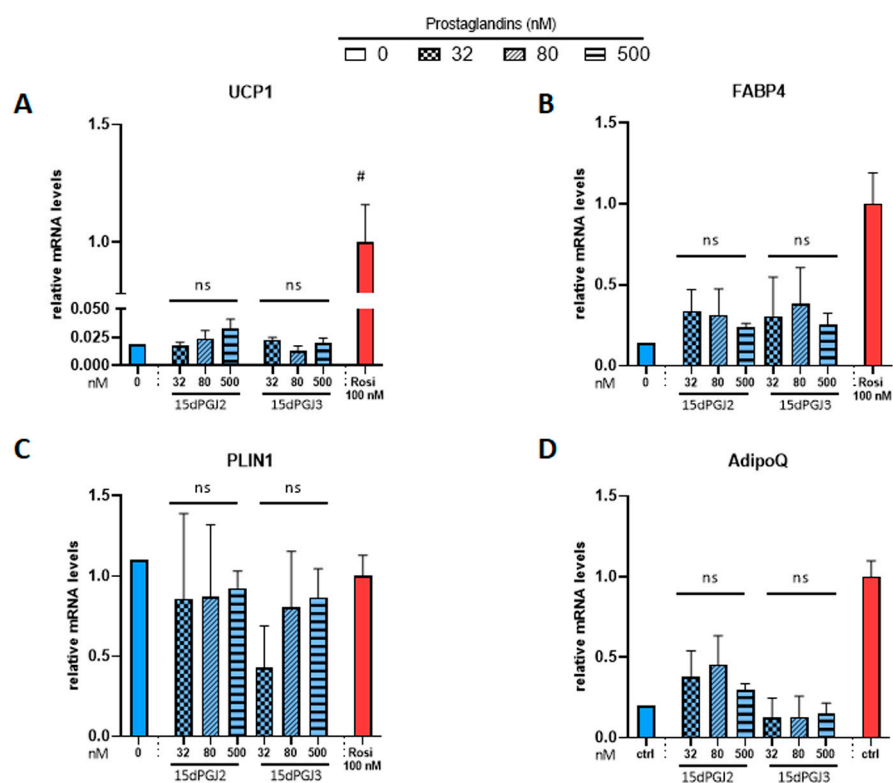 Prostaglandins (nM)
0 32 80 500
A
UCP1
relative mRNA levels
1.5
1.0
0.050
0.025
0.000
#
ns ns
nM 0 32 80 500 32 80 500 Rosi
15dPGJ2 15dPGJ3 100 nM
B
FABP4
relative mRNA levels
1.5
1.0
0.5
0.0
ns ns
nM 0 32 80 500 32 80 500 Rosi
15dPGJ2 15dPGJ3 100 nM
C
PLIN1
relative mRNA levels
1.5
1.0
0.5
0.0
ns ns
nM 0 32 80 500 32 80 500 Rosi
15dPGJ2 15dPGJ3 100 nM
D
AdipoQ
relative mRNA levels
1.5
1.0
0.5
0.0
ns ns
nM ctrl 32 80 500 32 80 500 ctrl
15dPGJ2 15dPGJ3